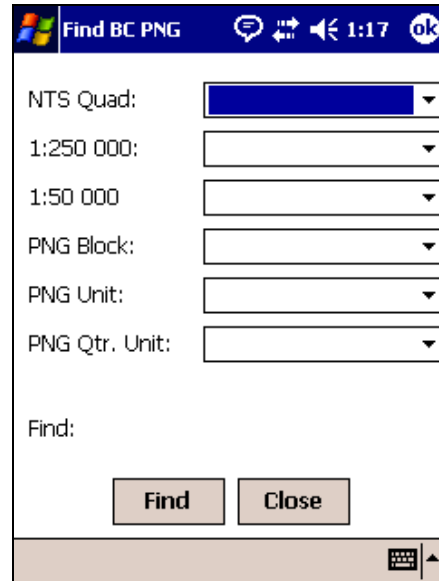 Find BC PNG 1:17 ok
NTS Quad:
1:250 000:
1:50 000
PNG Block:
PNG Unit:
PNG Qtr. Unit:
Find:
Find Close